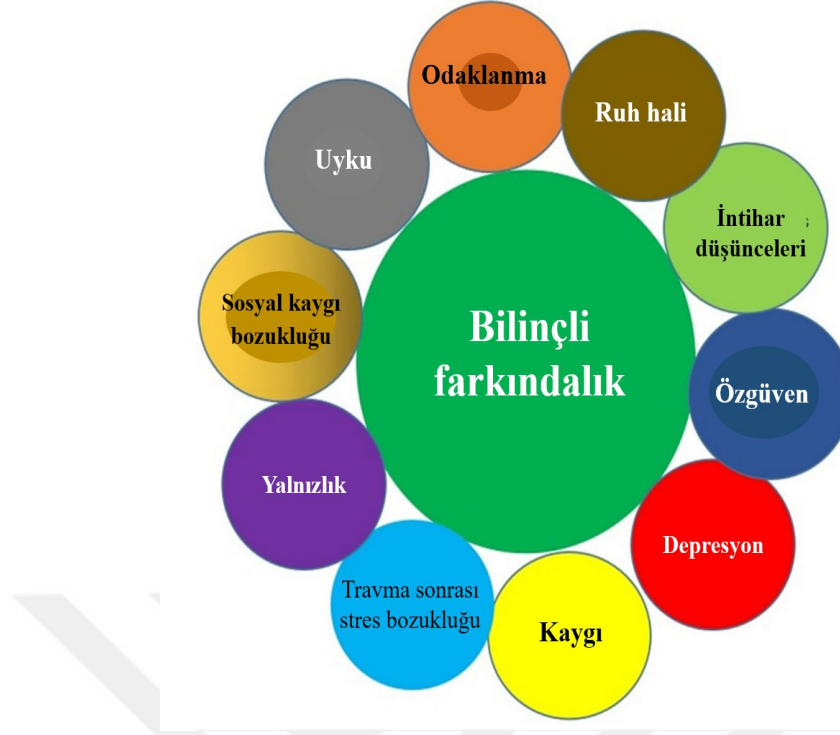 Odaklanma
Ruh hali
İntihar
düşünceleri
Özgüven
Depresyon
Kaygı
Travma sonrası
stres bozukluğu
Yalnızlık
Sosyal kaygı
bozukluğu
Uyku
Bilinçli
farkındalık